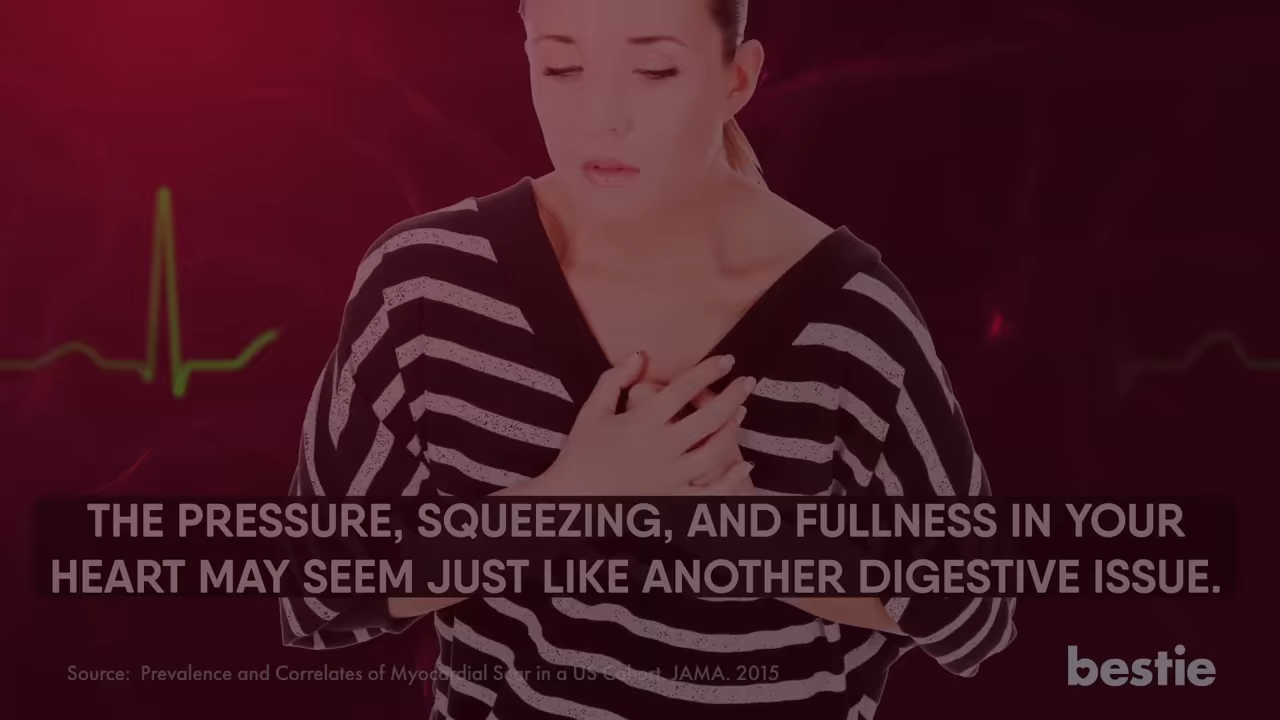 THE PRESSURE, SQUEEZING, AND FULLNESS IN YOUR
HEART MAY SEEM JUST LIKE ANOTHER DIGESTIVE ISSUE.
Source: Prevalence and Correlates of Myocardial Scar in a US Cohort. JAMA. 2015
bestie